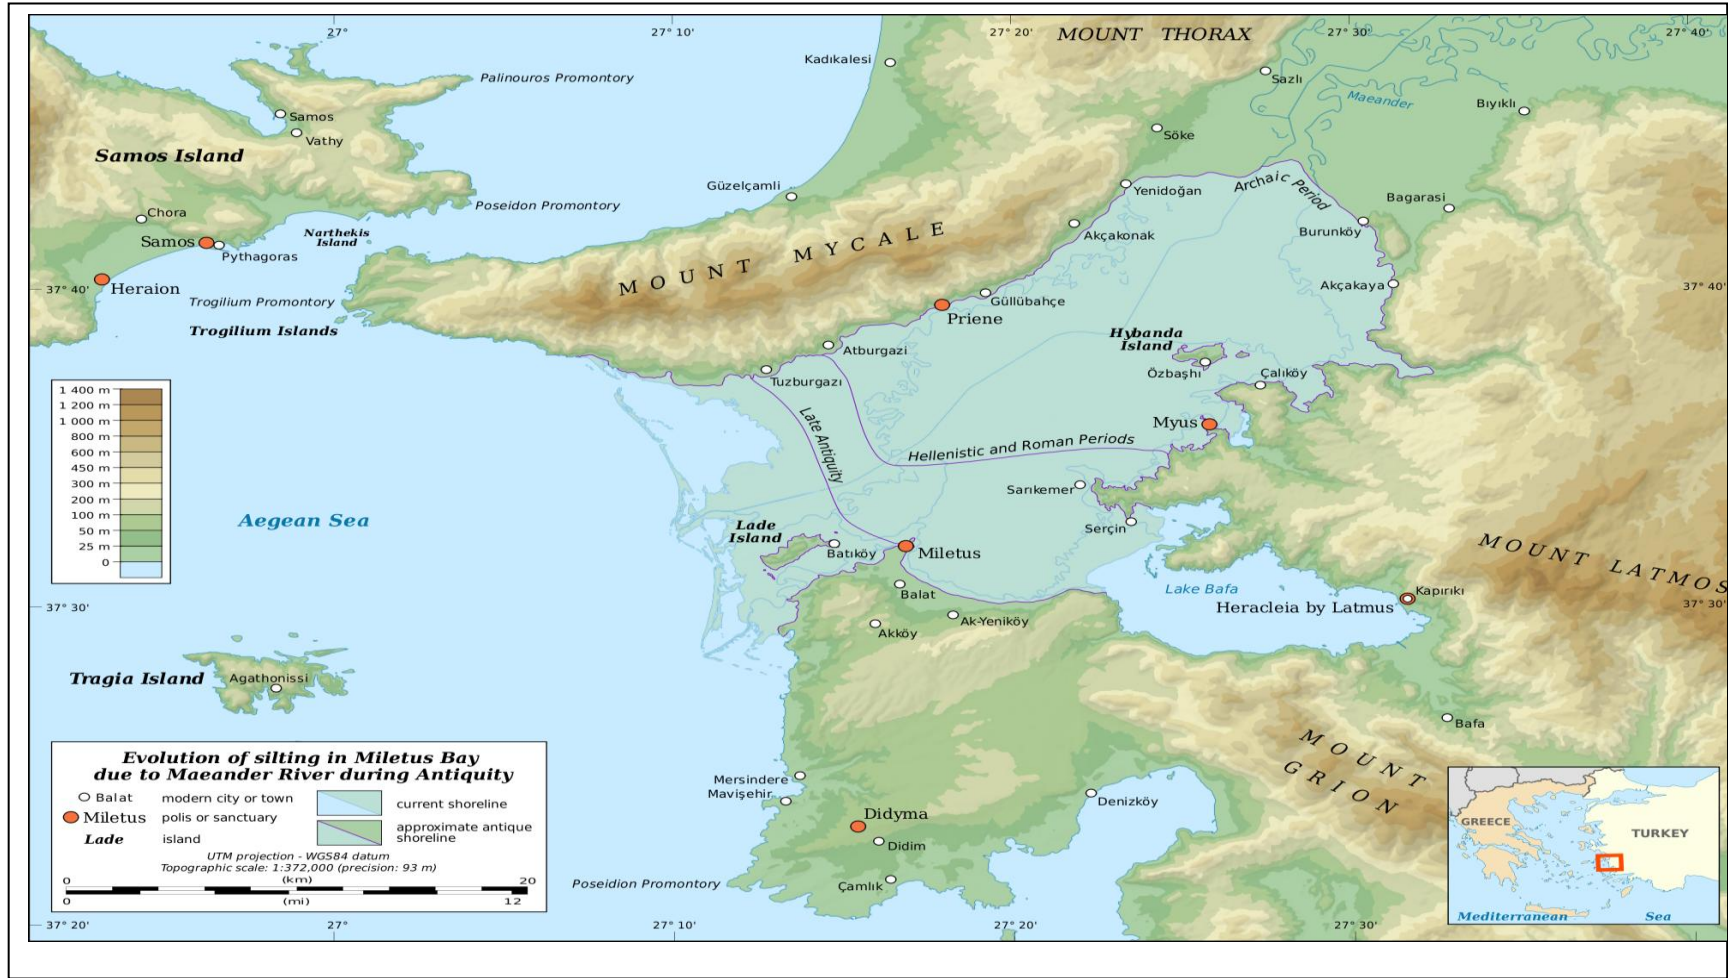 27°
27° 10'
27° 20'
MOUNT THORAX
27° 30'
27° 40'
Kadıkalesi
Palinouros Promontory
Sazlı
Maeander
Bıyıklı
Samos
Vathy
Söke
Samos Island
Güzelçamli
Yenidoğan
Archaic Period
Bagarasi
Poseidon Promontory
Chora
Narthekis
Island
Akçakonak
Burunköy
Samos
Pythagoras
MOUNT MYCALE
37° 40'
Heraion
Trogilium Promontory
Güllübahçe
Akçakaya
37° 40'
Priene
Trogilium Islands
Hybanda
Island
Atburgazi
Özbaşhı
Çalıköy
Tuzburgazı
1 400 m
1 200 m
1 000 m
800 m
600 m
450 m
300 m
200 m
100 m
50 m
25 m
0
Late Antiquity
Myus
Hellenistic and Roman Periods
Sarıkemer
Aegean Sea
Serçin
Lade
Island
Batıköy
Miletus
MOUNT LATMOS
Balat
Lake Bafa
Kapırıkı
37° 30'
Heracleia by Latmus
37° 30'
Akköy
Ak-Yeniköy
Tragia Island
Agathonissi
Bafa
MOUNT
GRION
Evolution of silting in Miletus Bay
due to Maeander River during Antiquity
Balat modern city or town
Miletus polis or sanctuary
Lade island
current shoreline
approximate antique
shoreline
UTM projection - WGS84 datum
Topographic scale: 1:372,000 (precision: 93 m)
0 (km) 20
0 (mi) 12
Mersindere
Mavişehir
Denizköy
Didyma
Didim
Poseidion Promontory
Çamlık
GREECE
TURKEY
Mediterranean Sea
37° 20'
27°
27° 10'
27° 20'
27° 30'